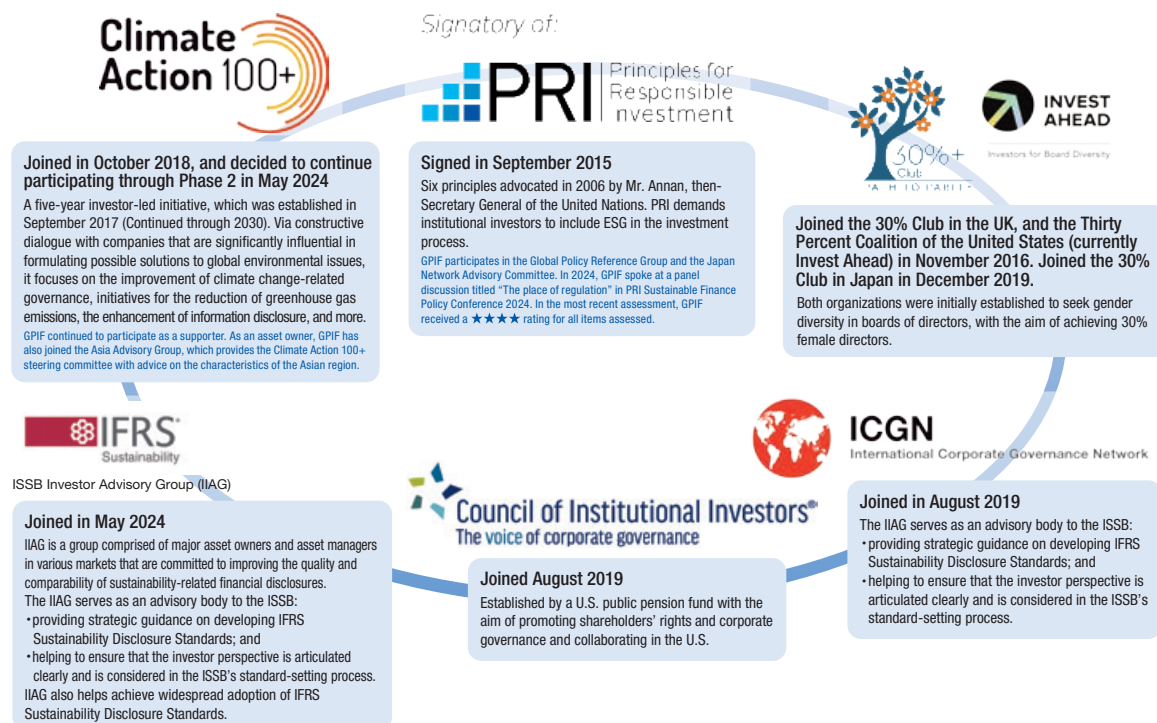 Climate
Action 100+
Signatory of:
PRI
Principles for
Responsible
Investment
30%+
Club
PATH TO PARITY
INVEST
AHEAD
Investors for Board Diversity
Joined in October 2018, and decided to continue
participating through Phase 2 in May 2024
A five-year investor-led initiative, which was established in
September 2017 (Continued through 2030). Via constructive
dialogue with companies that are significantly influential in
formulating possible solutions to global environmental issues,
it focuses on the improvement of climate change-related
governance, initiatives for the reduction of greenhouse gas
emissions, the enhancement of information disclosure, and more.
GPIF continued to participate as a supporter. As an asset owner, GPIF has
also joined the Asia Advisory Group, which provides the Climate Action 100+
steering committee with advice on the characteristics of the Asian region.
Signed in September 2015
Six principles advocated in 2006 by Mr. Annan, then-
Secretary General of the United Nations. PRI demands
institutional investors to include ESG in the investment
process.
GPIF participates in the Global Policy Reference Group and the Japan
Network Advisory Committee. In 2024, GPIF spoke at a panel
discussion titled “The place of regulation” in PRI Sustainable Finance
Policy Conference 2024. In the most recent assessment, GPIF
received a ★★★★ rating for all items assessed.
Joined the 30% Club in the UK, and the Thirty
Percent Coalition of the United States (currently
Invest Ahead) in November 2016. Joined the 30%
Club in Japan in December 2019.
Both organizations were initially established to seek gender
diversity in boards of directors, with the aim of achieving 30%
female directors.
IFRS
Sustainability
ISSB Investor Advisory Group (IIAG)
Joined in May 2024
IIAG is a group comprised of major asset owners and asset managers
in various markets that are committed to improving the quality and
comparability of sustainability-related financial disclosures.
The IIAG serves as an advisory body to the ISSB:
•providing strategic guidance on developing IFRS
Sustainability Disclosure Standards; and
•helping to ensure that the investor perspective is articulated
clearly and is considered in the ISSB’s standard-setting process.
IIAG also helps achieve widespread adoption of IFRS
Sustainability Disclosure Standards.
Council of Institutional Investors®
The voice of corporate governance
Joined August 2019
Established by a U.S. public pension fund with the
aim of promoting shareholders’ rights and corporate
governance and collaborating in the U.S.
ICGN
International Corporate Governance Network
Joined in August 2019
The IIAG serves as an advisory body to the ISSB:
•providing strategic guidance on developing IFRS
Sustainability Disclosure Standards; and
•helping to ensure that the investor perspective is
articulated clearly and is considered in the ISSB’s
standard-setting process.